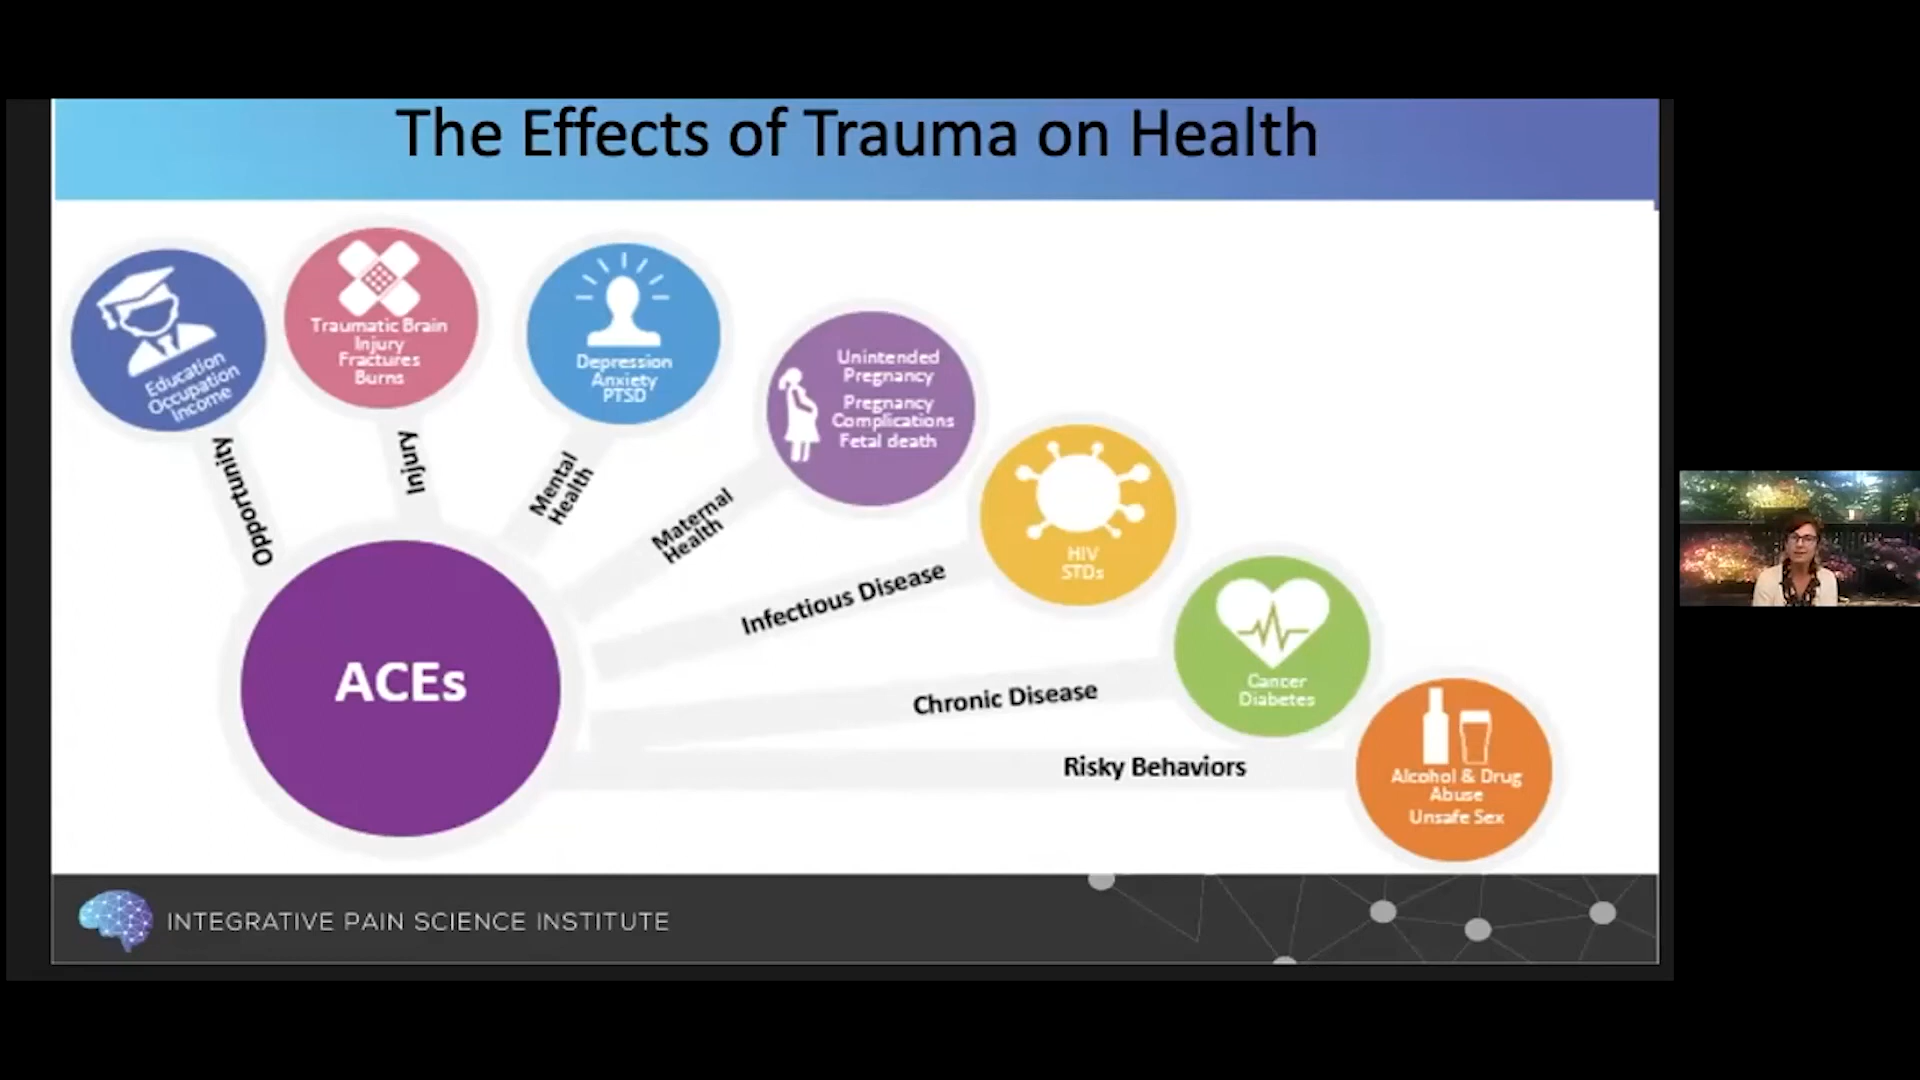 The Effects of Trauma on Health
Education
Occupation
Income
Traumatic Brain
Injury
Fractures
Burns
Depression
Anxiety
PTSD
Unintended
Pregnancy
Pregnancy
Complications
Fetal death
HIV
STDs
Cancer
Diabetes
Alcohol & Drug
Abuse
Unsafe Sex
Opportunity
Injury
Mental
Health
Maternal
Health
Infectious Disease
Chronic Disease
Risky Behaviors
ACEs
INTEGRATIVE PAIN SCIENCE INSTITUTE